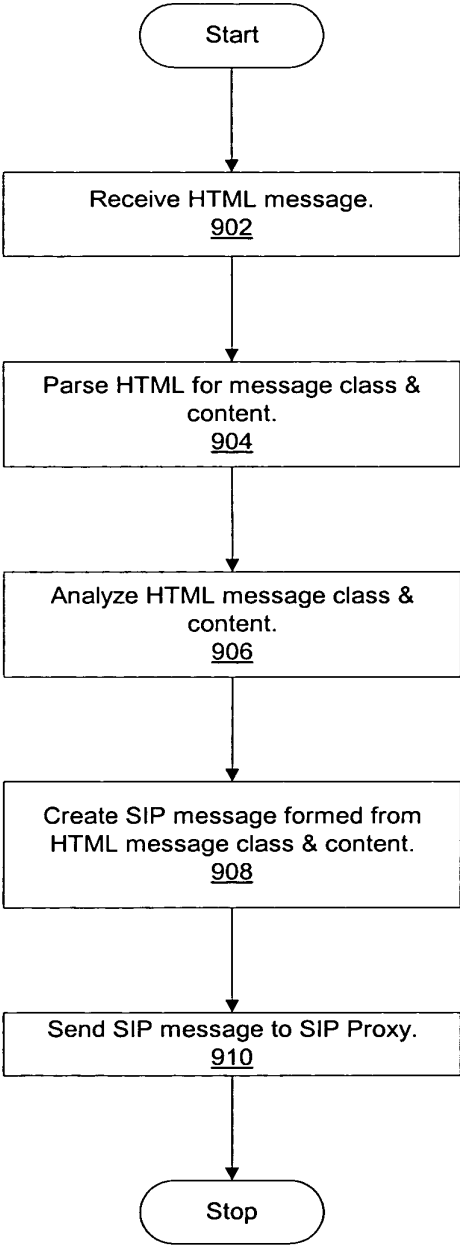 Start
Receive HTML message.
902
Parse HTML for message class &
content.
904
Analyze HTML message class &
content.
906
Create SIP message formed from
HTML message class & content.
908
Send SIP message to SIP Proxy.
910
Stop